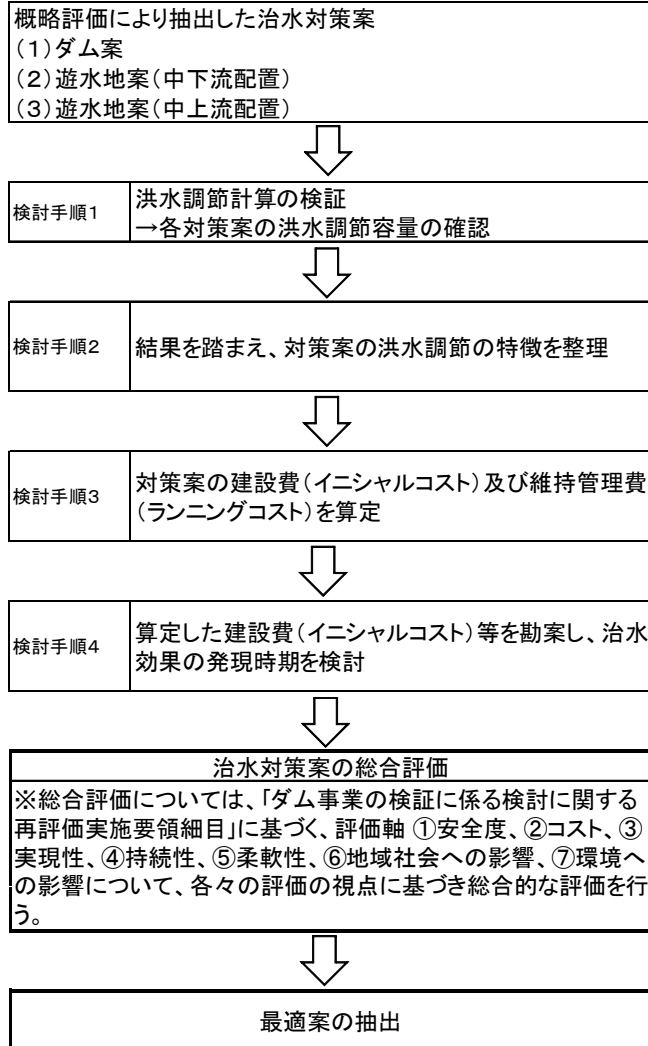 概略評価により抽出した治水対策案
（１）ダム案
（２）遊水地案（中下流配置）
（３）遊水地案（中上流配置）
検討手順1
洪水調節計算の検証
→各対策案の洪水調節容量の確認
検討手順2
結果を踏まえ、対策案の洪水調節の特徴を整理
検討手順3
対策案の建設費（イニシャルコスト）及び維持管理費
（ランニングコスト）を算定
検討手順4
算定した建設費（イニシャルコスト）等を勘案し、治水
効果の発現時期を検討
治水対策案の総合評価
※総合評価については、「ダム事業の検証に係る検討に関する
再評価実施要領細目」に基づく、評価軸 ①安全度、②コスト、③
実現性、④持続性、⑤柔軟性、⑥地域社会への影響、⑦環境へ
の影響について、各々の評価の視点に基づき総合的な評価を行
う。
最適案の抽出